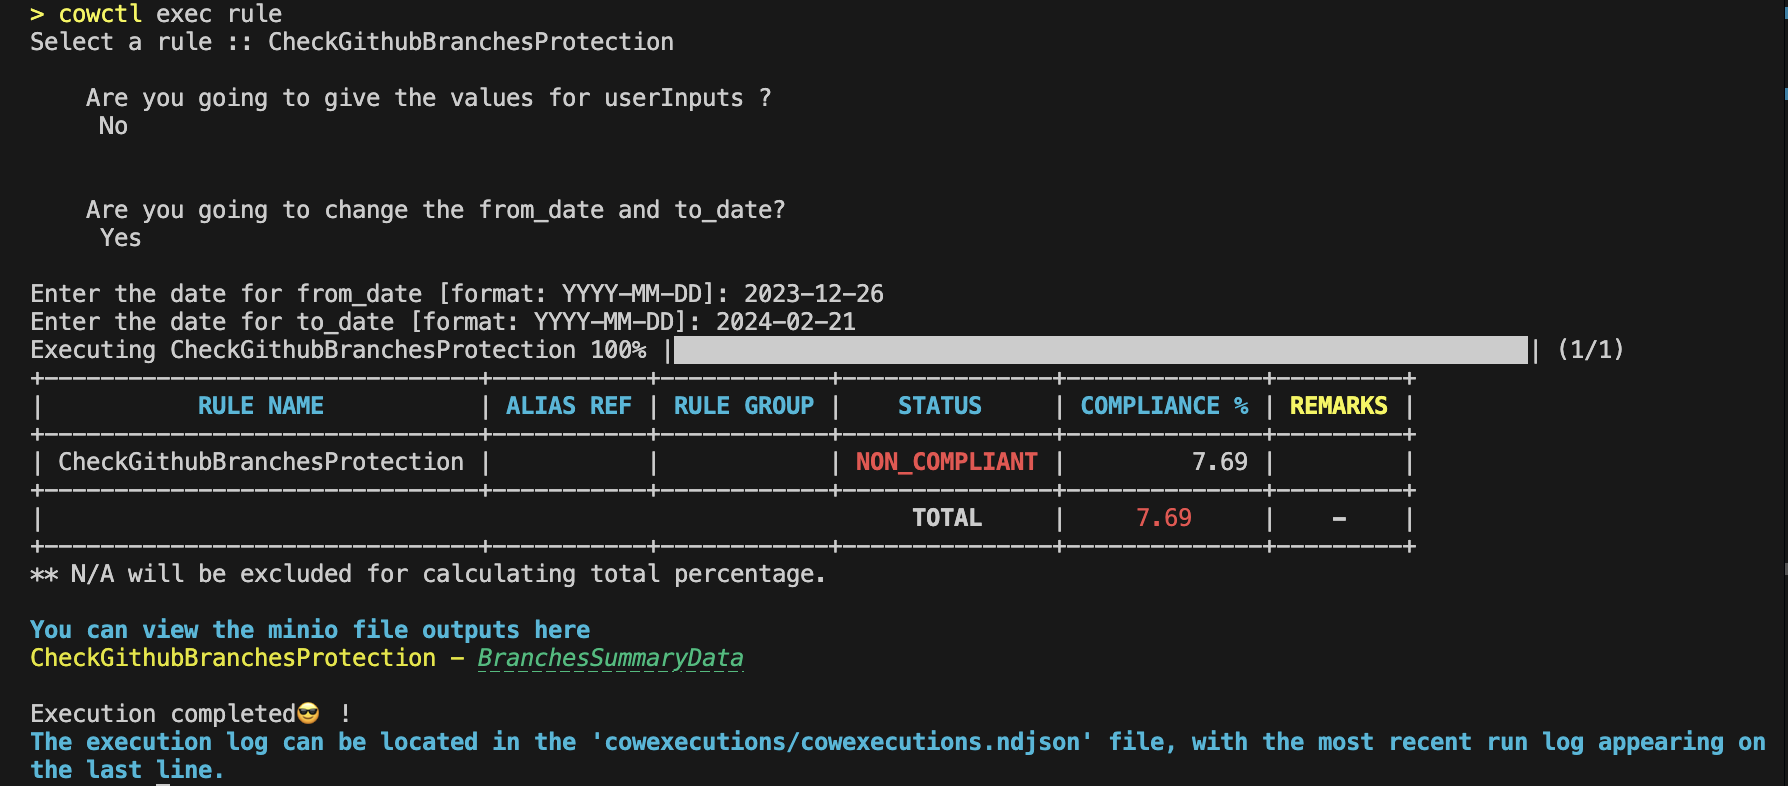 > cowctl exec rule
Select a rule :: CheckGithubBranchesProtection
Are you going to give the values for userInputs ?
No
Are you going to change the from_date and to_date?
Yes
Enter the date for from_date [format: YYYY-MM-DD]: 2023-12-26
Enter the date for to_date [format: YYYY-MM-DD]: 2024-02-21
Executing CheckGithubBranchesProtection 100% | | (1/1)
| RULE NAME | ALIAS REF | RULE GROUP | STATUS | COMPLIANCE % | REMARKS |
| CheckGithubBranchesProtection | | | NON_COMPLIANT | 7.69 | |
| TOTAL | 7.69 | - |
** N/A will be excluded for calculating total percentage.
You can view the minio file outputs here
CheckGithubBranchesProtection - BranchesSummaryData
Execution completed😎 !
The execution log can be located in the 'cowexecutions/cowexecutions.ndjson' file, with the most recent run log appearing on
the last line.